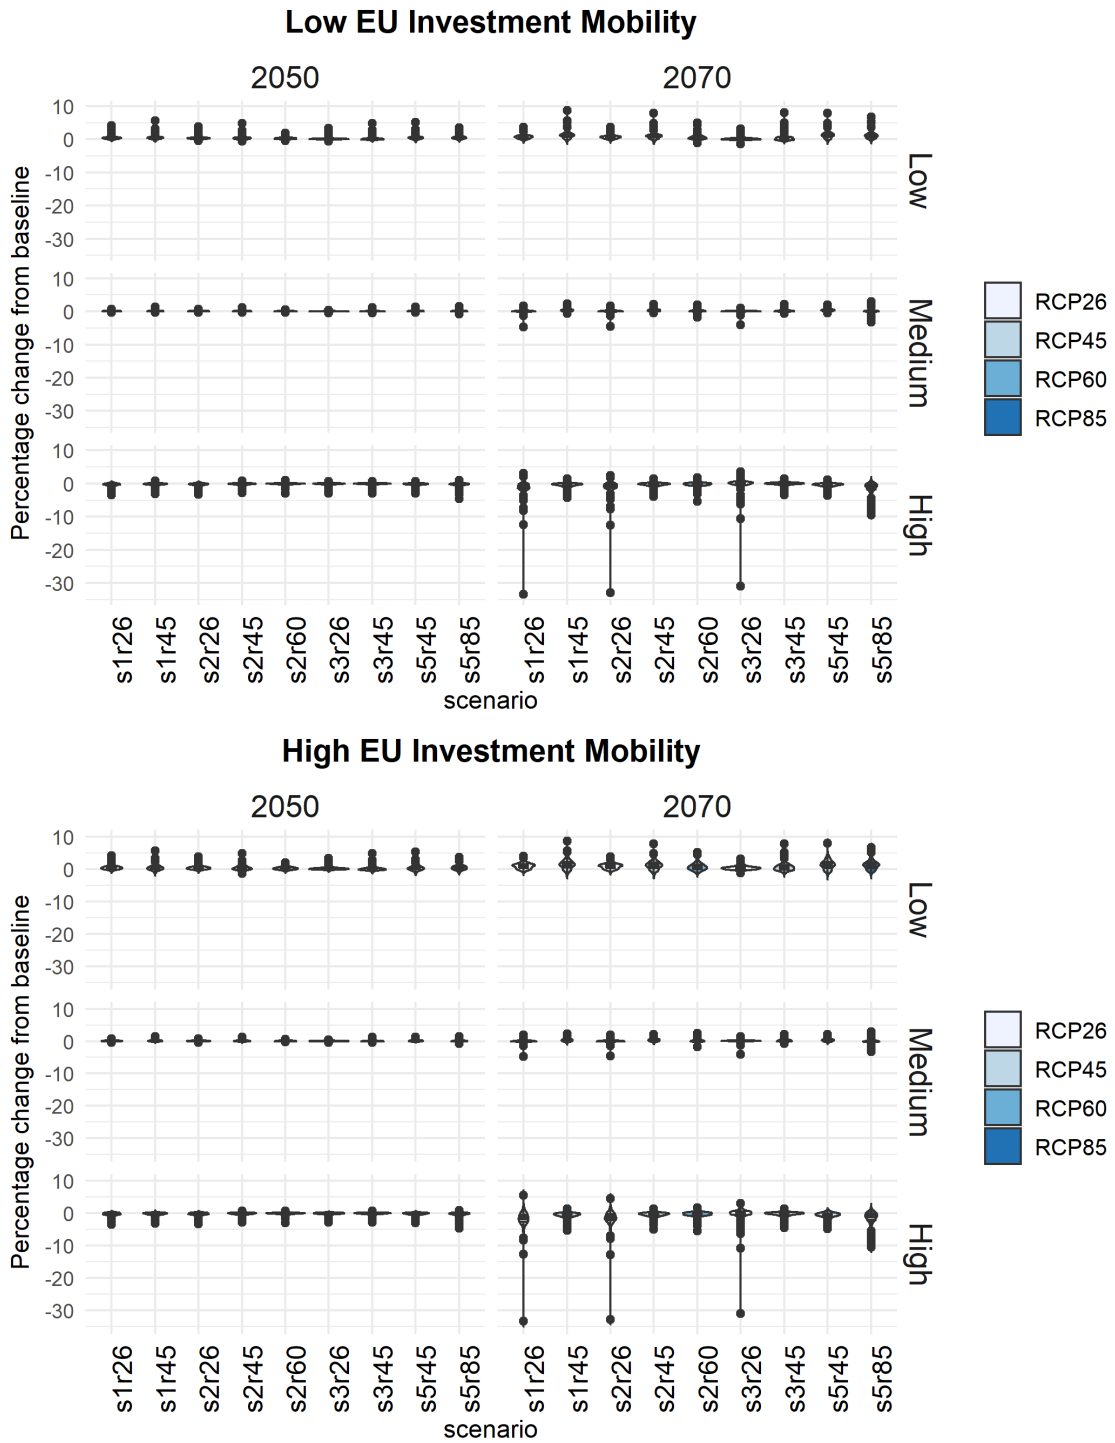 Low EU Investment Mobility
2050 2070
Percentage change from baseline
10
0
-10
-20
-30
Low
10
0
-10
-20
-30
Medium
10
0
-10
-20
-30
High
s1r26 s1r45 s2r26 s2r45 s2r60 s3r26 s3r45 s5r45 s5r85 s1r26 s1r45 s2r26 s2r45 s2r60 s3r26 s3r45 s5r45 s5r85
scenario
RCP26
RCP45
RCP60
RCP85
High EU Investment Mobility
2050 2070
Percentage change from baseline
10
0
-10
-20
-30
Low
10
0
-10
-20
-30
Medium
10
0
-10
-20
-30
High
s1r26 s1r45 s2r26 s2r45 s2r60 s3r26 s3r45 s5r45 s5r85 s1r26 s1r45 s2r26 s2r45 s2r60 s3r26 s3r45 s5r45 s5r85
scenario
RCP26
RCP45
RCP60
RCP85